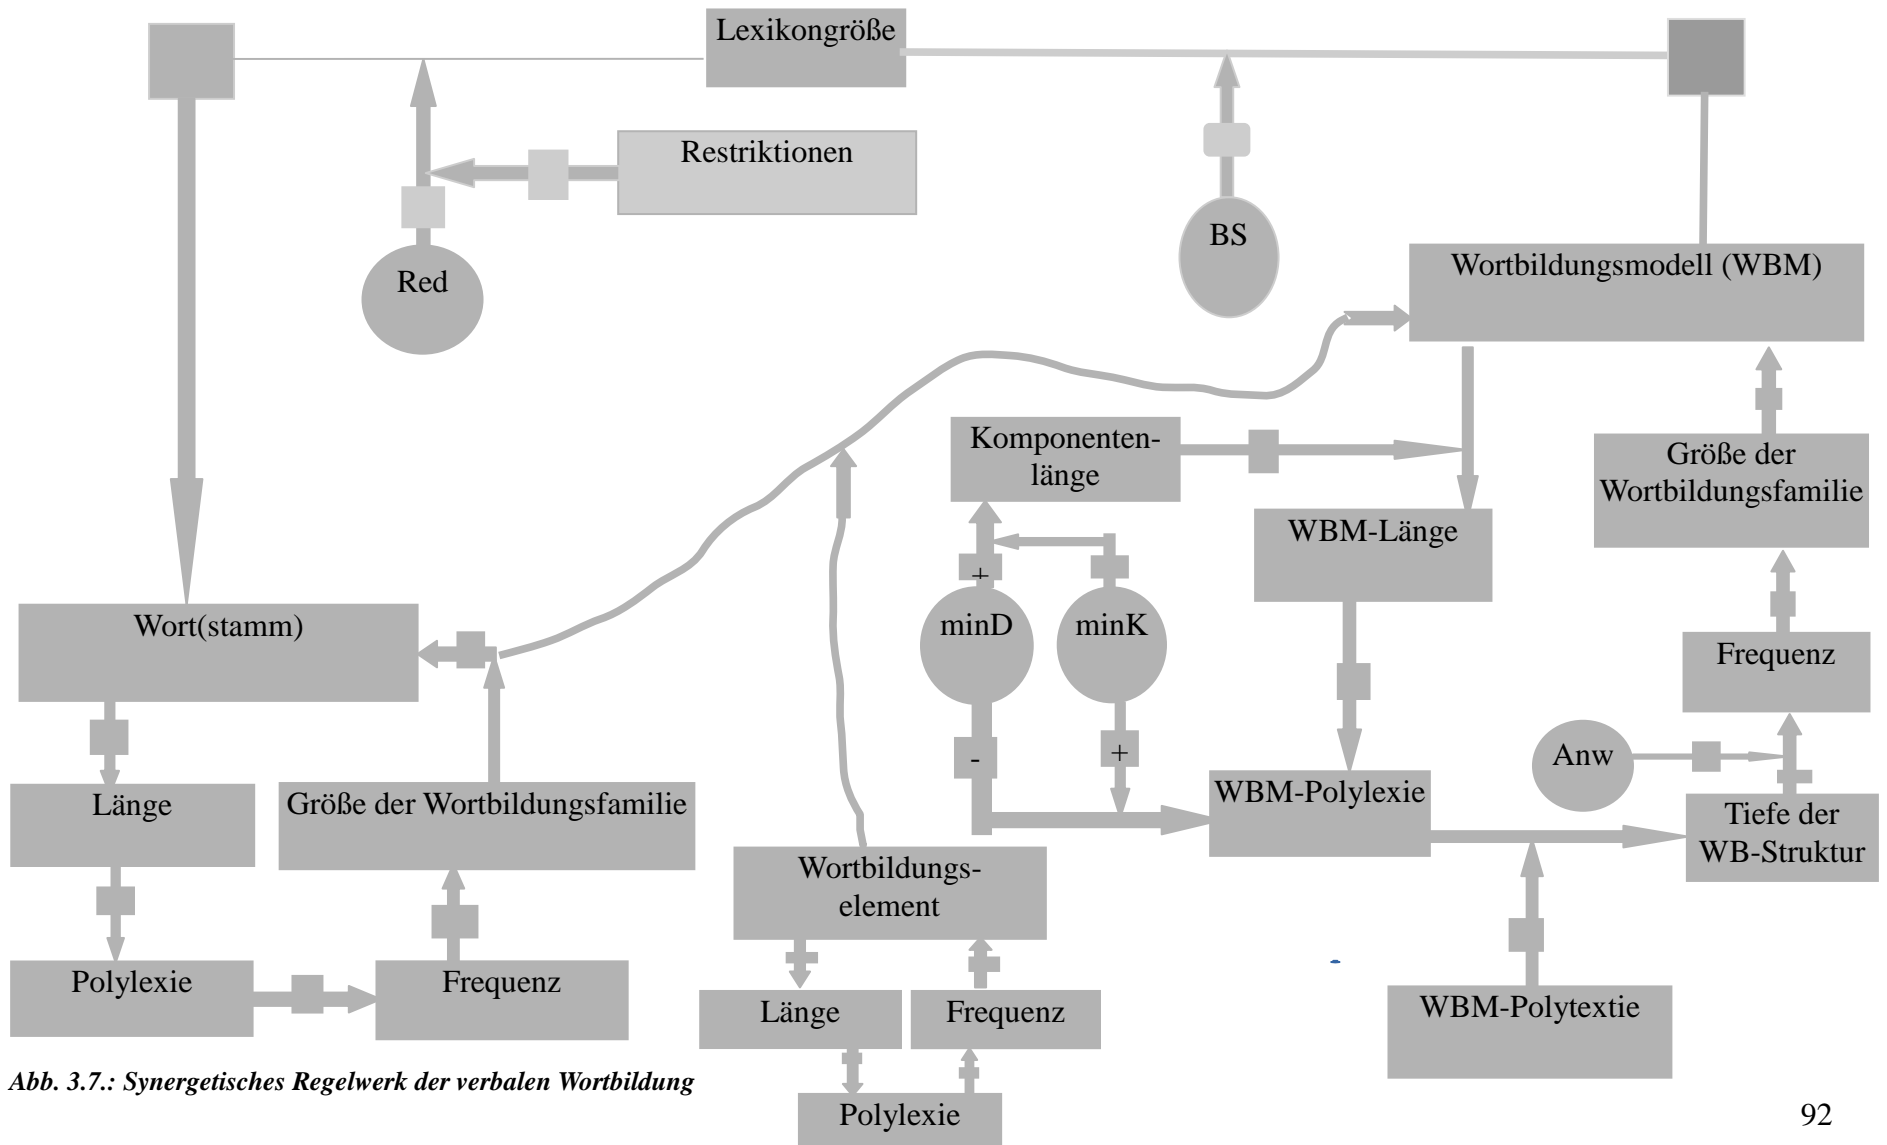 Lexikongröße
Restriktionen
BS
Red
Wortbildungsmodell (WBM)
Komponenten-
länge
Größe der
Wortbildungsfamilie
WBM-Länge
+
minD
minK
Wort(stamm)
Frequenz
-
+
Anw
WBM-Polylexie
Länge
Größe der Wortbildungsfamilie
Tiefe der
WB-Struktur
Wortbildungs-
element
Polylexie
Frequenz
Länge
Frequenz
WBM-Polytextie
Polylexie
Abb. 3.7.: Synergetisches Regelwerk der verbalen Wortbildung
92